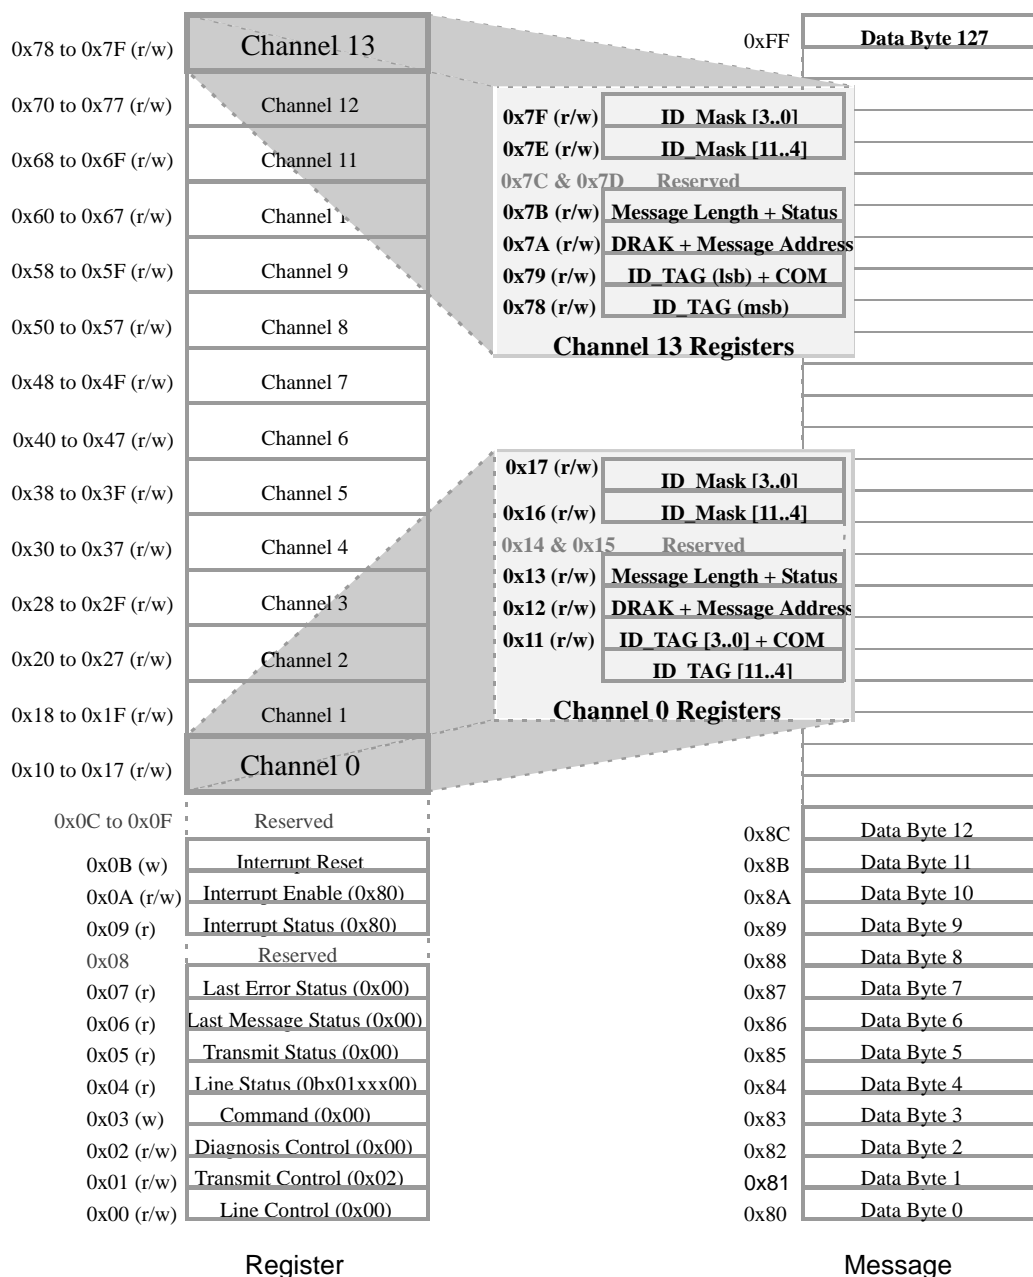 0x78 to 0x7F (r/w) Channel 13
0x70 to 0x77 (r/w) Channel 12
0x68 to 0x6F (r/w) Channel 11
0x60 to 0x67 (r/w) Channel 1
0x58 to 0x5F (r/w) Channel 9
0x50 to 0x57 (r/w) Channel 8
0x48 to 0x4F (r/w) Channel 7
0x40 to 0x47 (r/w) Channel 6
0x38 to 0x3F (r/w) Channel 5
0x30 to 0x37 (r/w) Channel 4
0x28 to 0x2F (r/w) Channel 3
0x20 to 0x27 (r/w) Channel 2
0x18 to 0x1F (r/w) Channel 1
0x10 to 0x17 (r/w) Channel 0
0x0C to 0x0F Reserved
0x0B (w) Interrupt Reset
0x0A (r/w) Interrupt Enable (0x80)
0x09 (r) Interrupt Status (0x80)
0x08 Reserved
0x07 (r) Last Error Status (0x00)
0x06 (r) Last Message Status (0x00)
0x05 (r) Transmit Status (0x00)
0x04 (r) Line Status (0bx01xxx00)
0x03 (w) Command (0x00)
0x02 (r/w) Diagnosis Control (0x00)
0x01 (r/w) Transmit Control (0x02)
0x00 (r/w) Line Control (0x00)
Register
0x7F (r/w) ID_Mask [3..0]
0x7E (r/w) ID_Mask [11..4]
0x7C & 0x7D Reserved
0x7B (r/w) Message Length + Status
0x7A (r/w) DRAK + Message Address
0x79 (r/w) ID_TAG (lsb) + COM
0x78 (r/w) ID_TAG (msb)
Channel 13 Registers
0x17 (r/w) ID_Mask [3..0]
0x16 (r/w) ID_Mask [11..4]
0x14 & 0x15 Reserved
0x13 (r/w) Message Length + Status
0x12 (r/w) DRAK + Message Address
0x11 (r/w) ID_TAG [3..0] + COM
ID_TAG [11..4]
Channel 0 Registers
0xFF Data Byte 127
0x8C Data Byte 12
0x8B Data Byte 11
0x8A Data Byte 10
0x89 Data Byte 9
0x88 Data Byte 8
0x87 Data Byte 7
0x86 Data Byte 6
0x85 Data Byte 5
0x84 Data Byte 4
0x83 Data Byte 3
0x82 Data Byte 2
0x81 Data Byte 1
0x80 Data Byte 0
Message